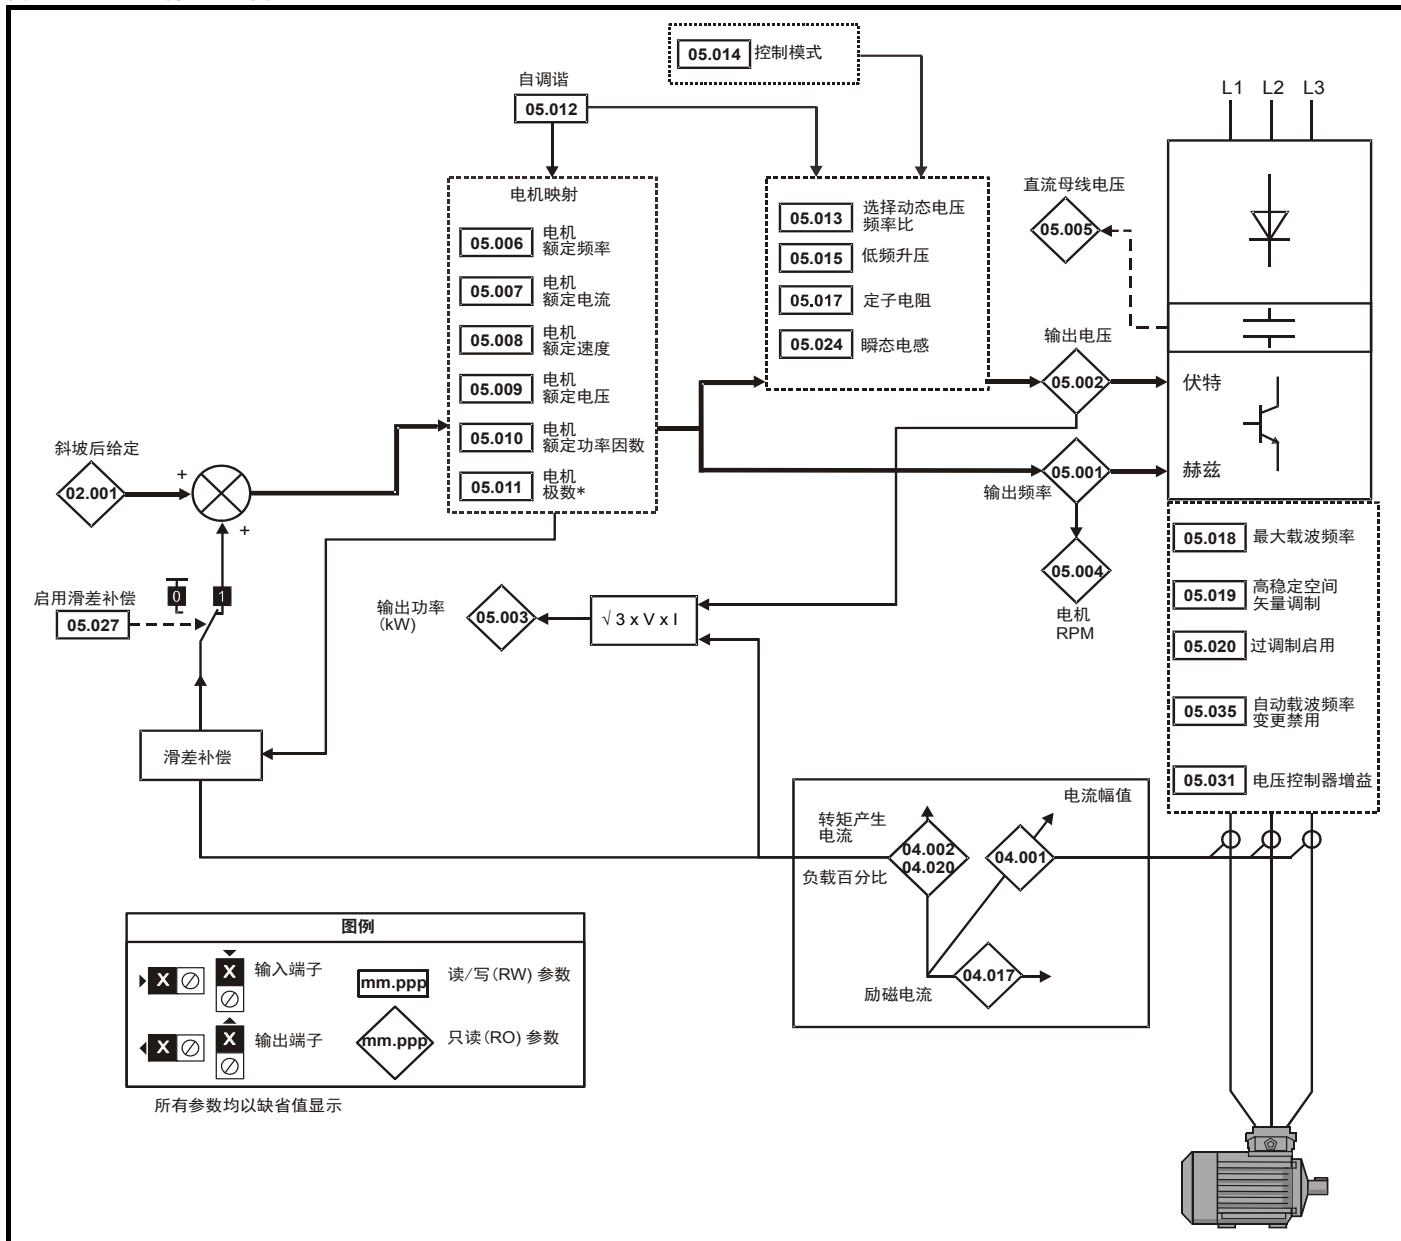 05.014 控制模式
自调谐
05.012
L1 L2 L3
电机映射
05.006 电机
额定频率
05.007 电机
额定电流
05.008 电机
额定速度
05.009 电机
额定电压
05.010 电机
额定功率因数
05.011 电机
极数*
05.013 选择动态电压
频率比
05.015 低频升压
05.017 定子电阻
05.024 瞬态电感
直流母线电压
05.005
输出电压
05.002
伏特
05.001
输出频率
赫兹
05.004
电机
RPM
斜坡后给定
02.001
+
+
启用滑差补偿
05.027
0 1
滑差补偿
输出功率
(kW)
05.003
√ 3 x V x I
05.018 最大载波频率
05.019 高稳定空间
矢量调制
05.020 过调制启用
05.035 自动载波频率
变更禁用
05.031 电压控制器增益
转矩产生
电流
电流幅值
04.002
04.020
04.001
负载百分比
励磁电流
04.017
图例
X X 输入端子
mm.ppp 读/写(RW) 参数
X X 输出端子
mm.ppp 只读(RO) 参数
所有参数均以缺省值显示